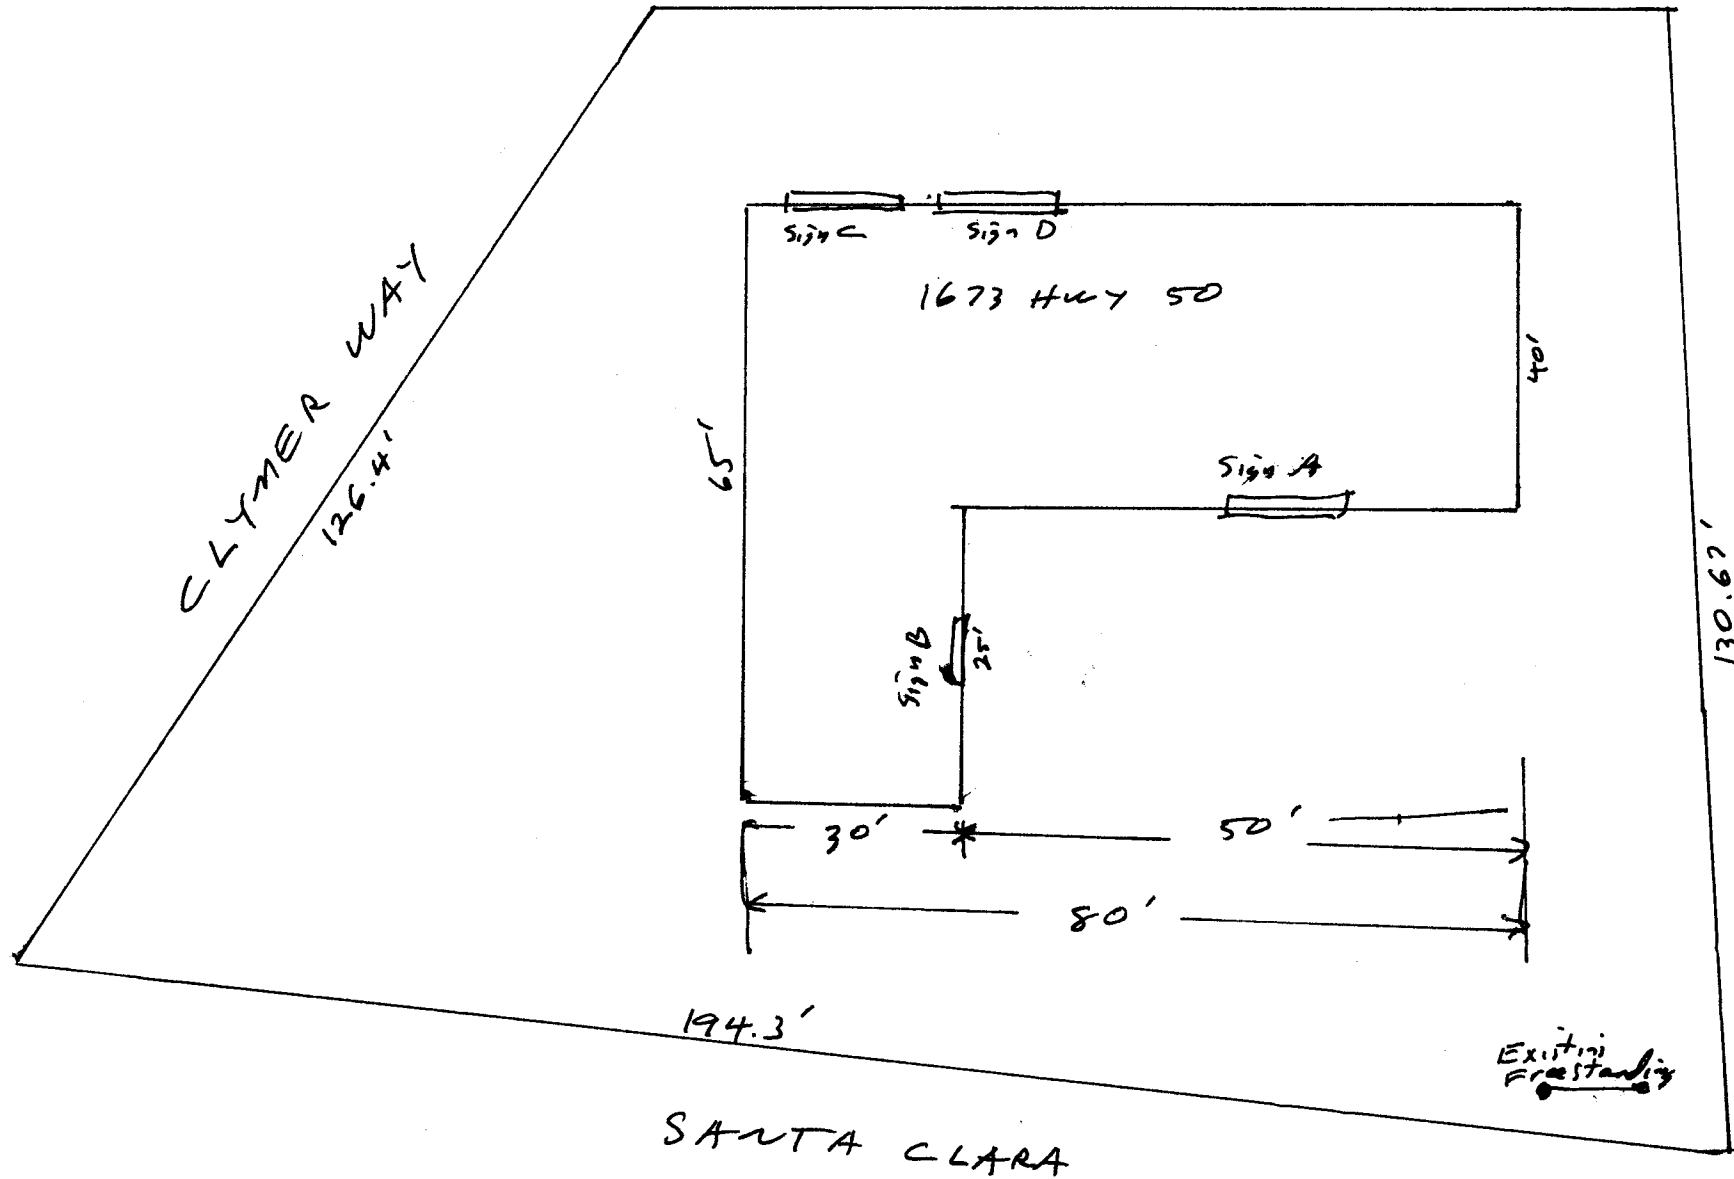 Sign C
Sign D
1673 HWY 50
40'
CLYMER WAY
126.4'
65'
Sign A
Sign B
25'
130.67'
30'
50'
80'
194.3'
Existing
Freestanding
SANTA CLARA